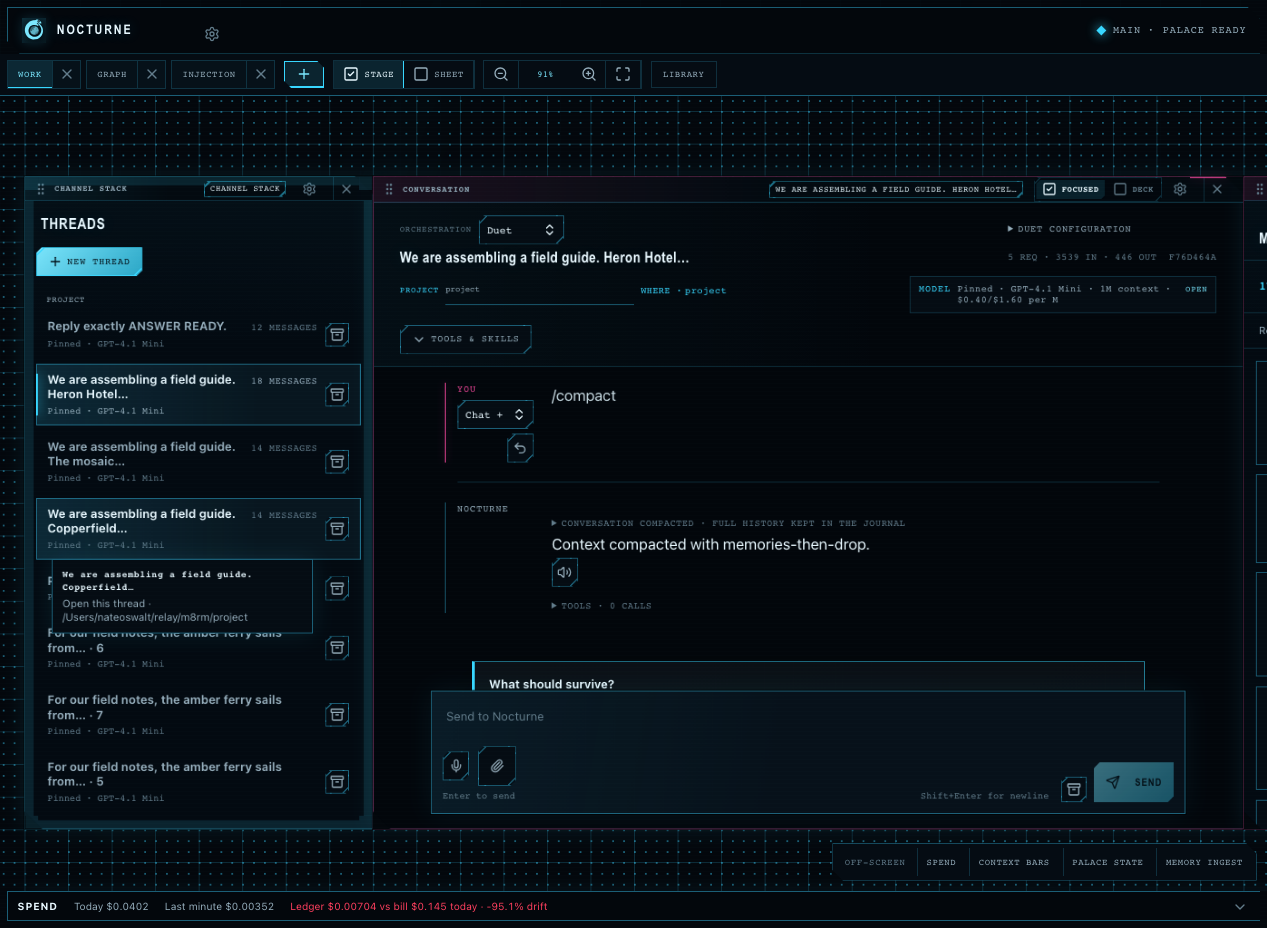 NOCTURNE
MAIN · PALACE READY
WORK
GRAPH
INJECTION
STAGE
SHEET
91%
LIBRARY
CHANNEL STACK
CHANNEL STACK
THREADS
NEW THREAD
PROJECT
Reply exactly ANSWER READY.
12 MESSAGES
Pinned · GPT-4.1 Mini
We are assembling a field guide.
Heron Hotel…
18 MESSAGES
Pinned · GPT-4.1 Mini
We are assembling a field guide.
The mosaic…
14 MESSAGES
Pinned · GPT-4.1 Mini
We are assembling a field guide.
Copperfield…
14 MESSAGES
Pinned · GPT-4.1 Mini
We are assembling a field guide.
Copperfield…
Open this thread ·
/Users/nateoswalt/relay/m8rm/project
For our field notes, the amber ferry sails
from… · 6
Pinned · GPT-4.1 Mini
For our field notes, the amber ferry sails
from… · 7
Pinned · GPT-4.1 Mini
For our field notes, the amber ferry sails
from… · 5
Pinned · GPT-4.1 Mini
CONVERSATION
WE ARE ASSEMBLING A FIELD GUIDE. HERON HOTEL…
FOCUSED
DECK
ORCHESTRATION
Duet
DUET CONFIGURATION
We are assembling a field guide. Heron Hotel…
5 REQ · 3539 IN · 446 OUT F76D464A
PROJECT
project
WHERE · project
MODEL Pinned · GPT-4.1 Mini · 1M context ·
$0.40/$1.60 per M
OPEN
TOOLS & SKILLS
YOU
Chat +
/compact
NOCTURNE
CONVERSATION COMPACTED · FULL HISTORY KEPT IN THE JOURNAL
Context compacted with memories-then-drop.
TOOLS · 0 CALLS
What should survive?
Send to Nocturne
Enter to send
Shift+Enter for newline
SEND
OFF-SCREEN
SPEND
CONTEXT BARS
PALACE STATE
MEMORY INGEST
SPEND
Today $0.0402
Last minute $0.00352
Ledger $0.00704 vs bill $0.145 today · -95.1% drift